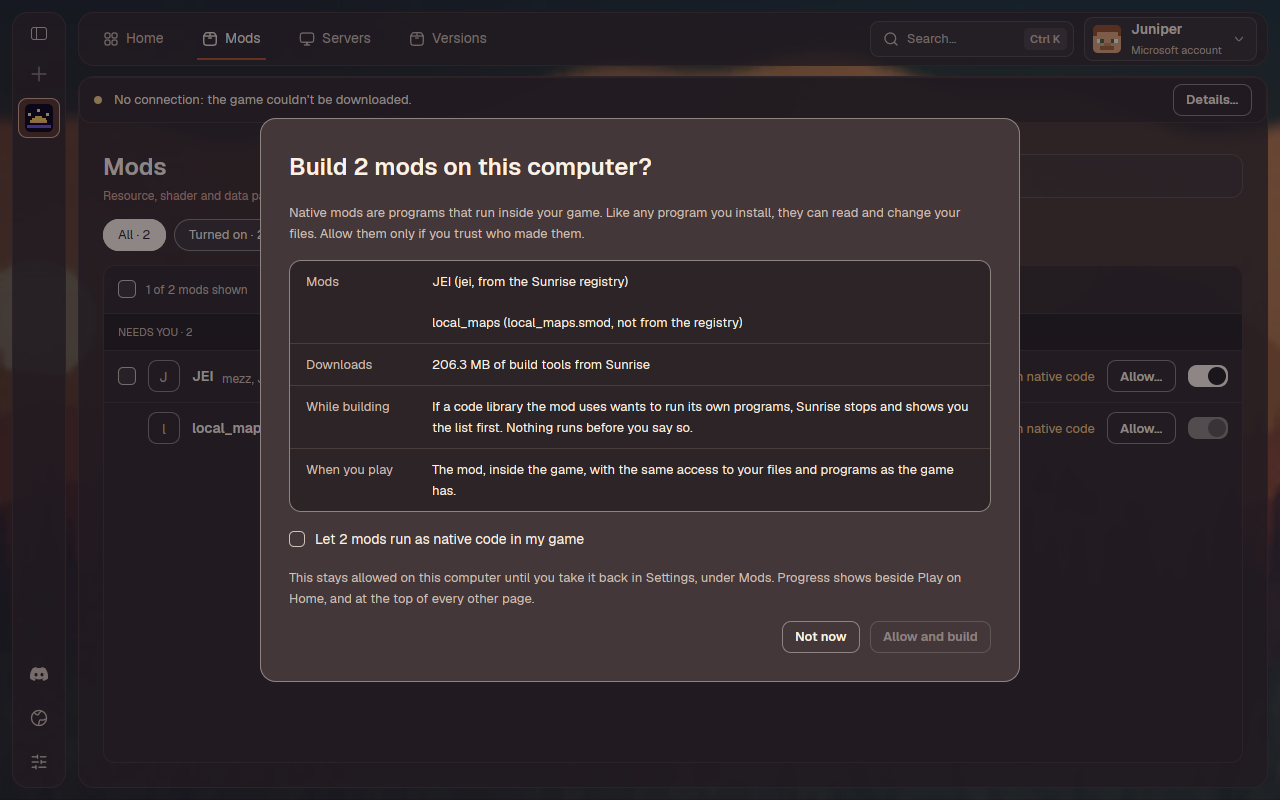 Home
Mods
Servers
Versions
Search...
Ctrl K
Juniper
Microsoft account
No connection: the game couldn't be downloaded.
Details...
Mods
Resource, shader and data
All · 2
Turned on ·
1 of 2 mods shown
NEEDS YOU · 2
J
JEI
mezz,
native code
Allow...
l
local_map
native code
Allow...
Build 2 mods on this computer?
Native mods are programs that run inside your game. Like any program you install, they can read and change your
files. Allow them only if you trust who made them.
Mods
JEI (jei, from the Sunrise registry)
local_maps (local_maps.smod, not from the registry)
Downloads
206.3 MB of build tools from Sunrise
While building
If a code library the mod uses wants to run its own programs, Sunrise stops and shows you
the list first. Nothing runs before you say so.
When you play
The mod, inside the game, with the same access to your files and programs as the game
has.
Let 2 mods run as native code in my game
This stays allowed on this computer until you take it back in Settings, under Mods. Progress shows beside Play on
Home, and at the top of every other page.
Not now
Allow and build